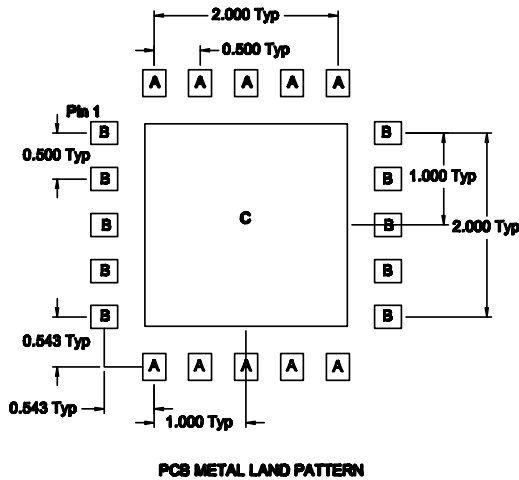 2.000 Typ
0.500 Typ
A A A A A
Pin 1
B B
0.500 Typ
1.000 Typ
B B
C
B B
2.000 Typ
B B
B B
0.543 Typ
A A A A A
0.543 Typ
1.000 Typ
PCB METAL LAND PATTERN